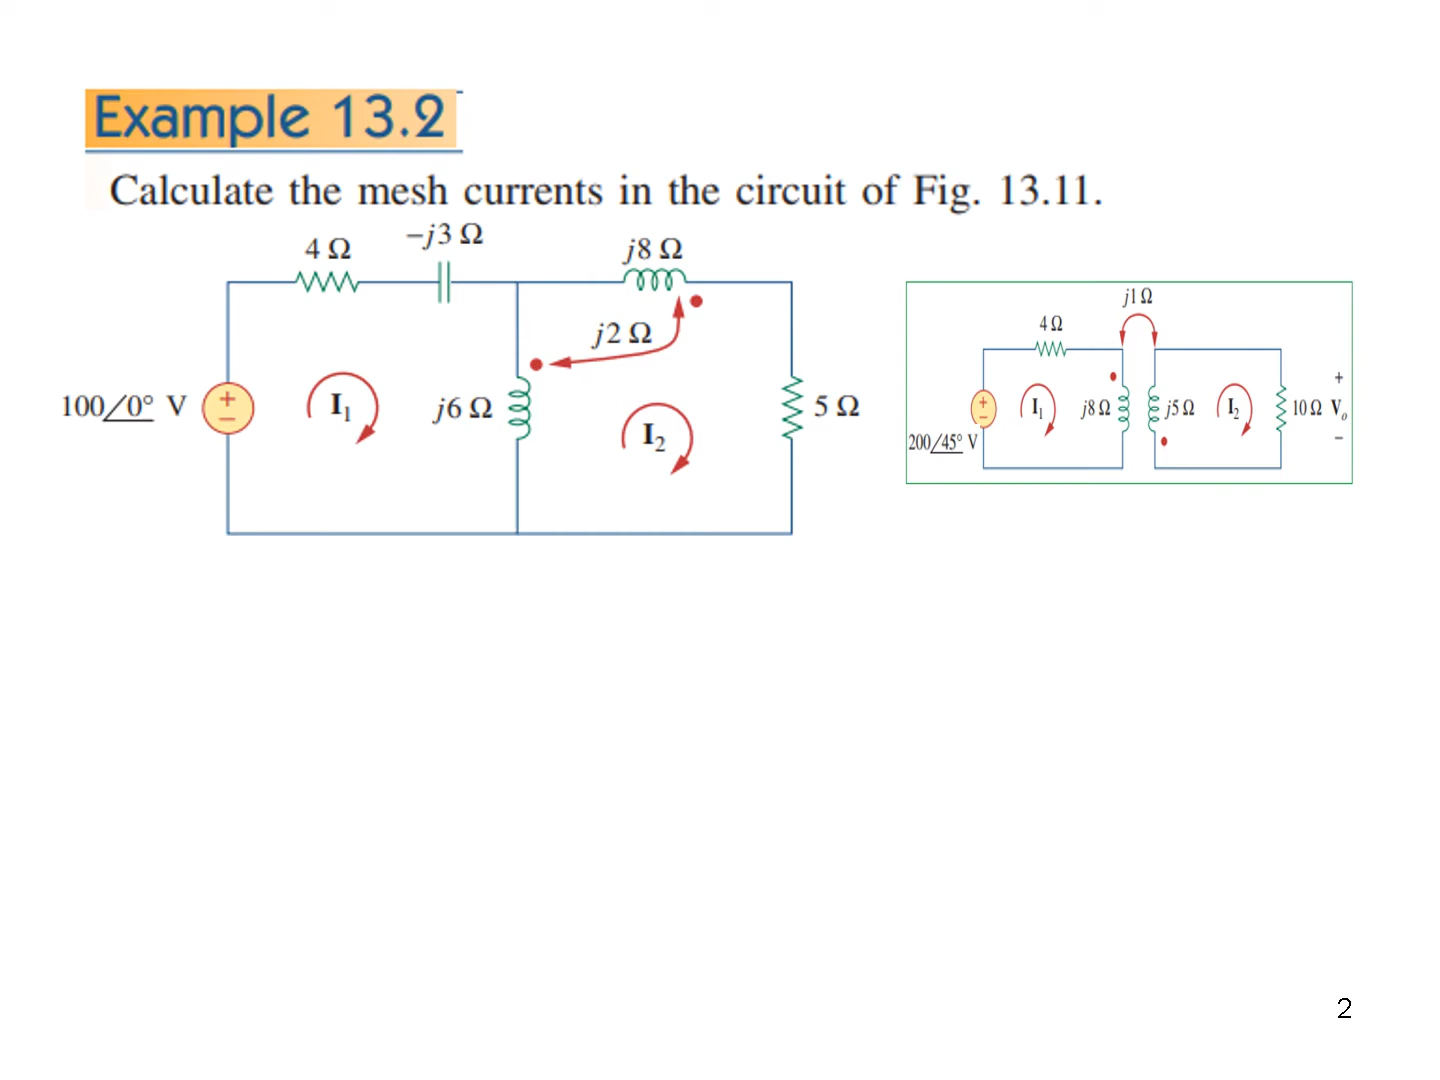 Example 13.2
Calculate the mesh currents in the circuit of Fig. 13.11.
4 Ω
−j3 Ω
j8 Ω
j2 Ω
100/0° V
+
−
I1
j6 Ω
I2
5 Ω
j1 Ω
4 Ω
200/45° V
+
−
I1
j8 Ω
j5 Ω
I2
10 Ω
+
Vo
−
2